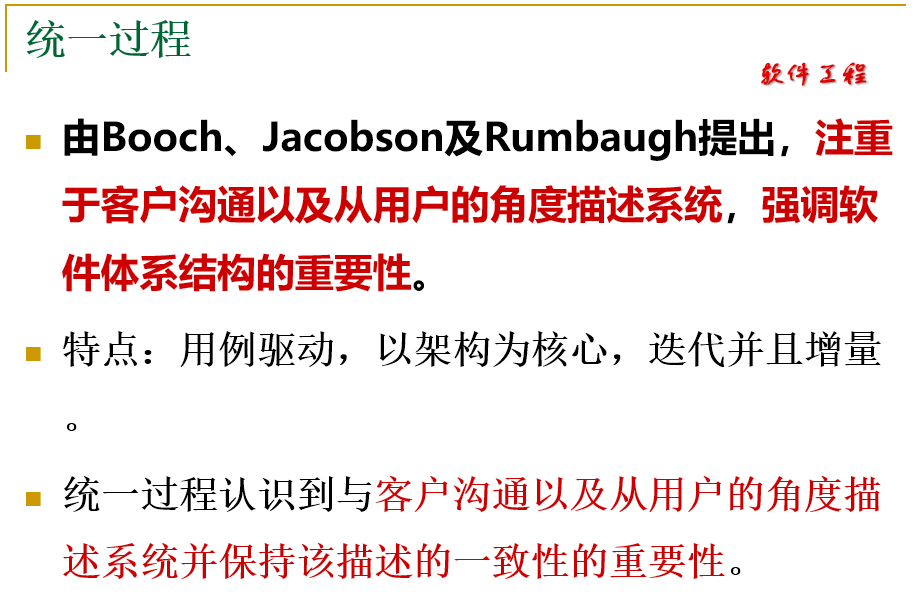 统一过程
软件工程
由Booch、Jacobson及Rumbaugh提出，注重
于客户沟通以及从用户的角度描述系统，强调软
件体系结构的重要性。
特点：用例驱动，以架构为核心，迭代并且增量
。
统一过程认识到与客户沟通以及从用户的角度描
述系统并保持该描述的一致性的重要性。